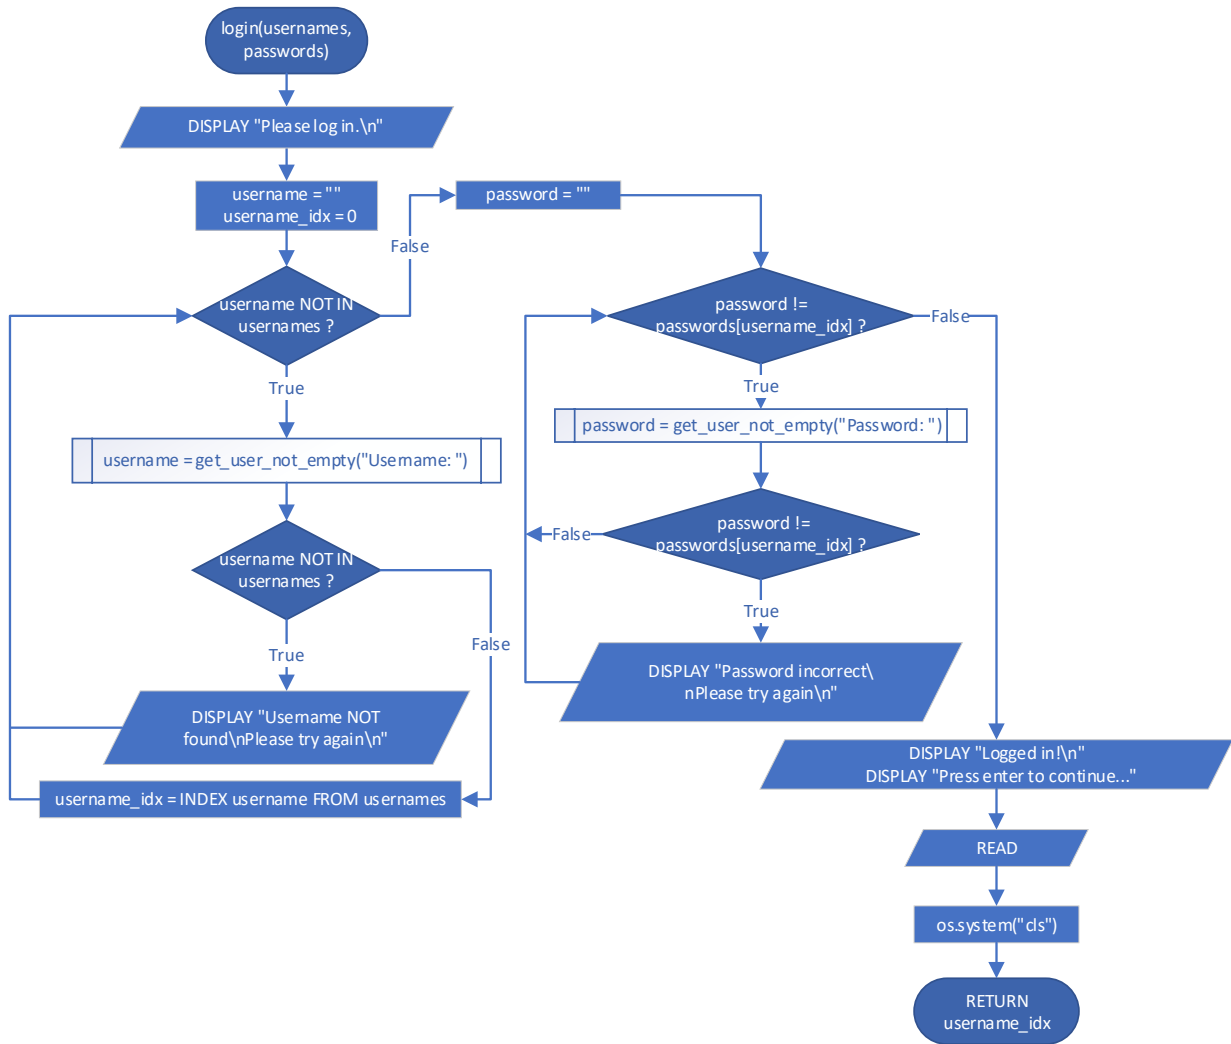 login(usernames,
passwords)
DISPLAY "Please log in.\n"
username = ""
username_idx = 0
password = ""
False
username NOT IN
usernames ?
password !=
passwords[username_idx] ?
False
True
True
password = get_user_not_empty("Password: ")
username = get_user_not_empty("Username: ")
password !=
passwords[username_idx] ?
False
username NOT IN
usernames ?
True
False
True
DISPLAY "Password incorrect\
nPlease try again\n"
DISPLAY "Username NOT
found\nPlease try again\n"
DISPLAY "Logged in!\n"
DISPLAY "Press enter to continue..."
username_idx = INDEX username FROM usernames
READ
os.system("cls")
RETURN
username_idx